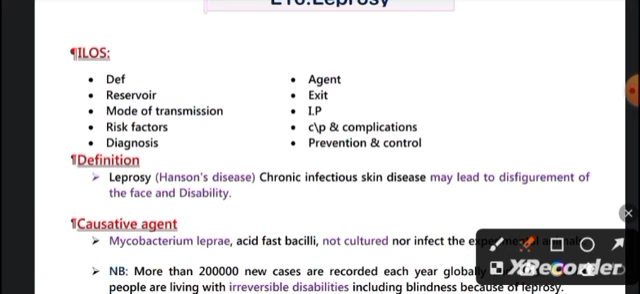 E16:Leprosy
¶ILOS:
• Def
• Reservoir
• Mode of transmission
• Risk factors
• Diagnosis
• Agent
• Exit
• I.P
• c\p & complications
• Prevention & control
¶Definition
➢ Leprosy (Hanson's disease) Chronic infectious skin disease may lead to disfigurement of
the face and Disability.
¶Causative agent
➢ Mycobacterium leprae, acid fast bacilli, not cultured nor infect the
➢ NB: More than 200000 new cases are recorded each year globally
people are living with irreversible disabilities including blindness because of leprosy.
XRecorder